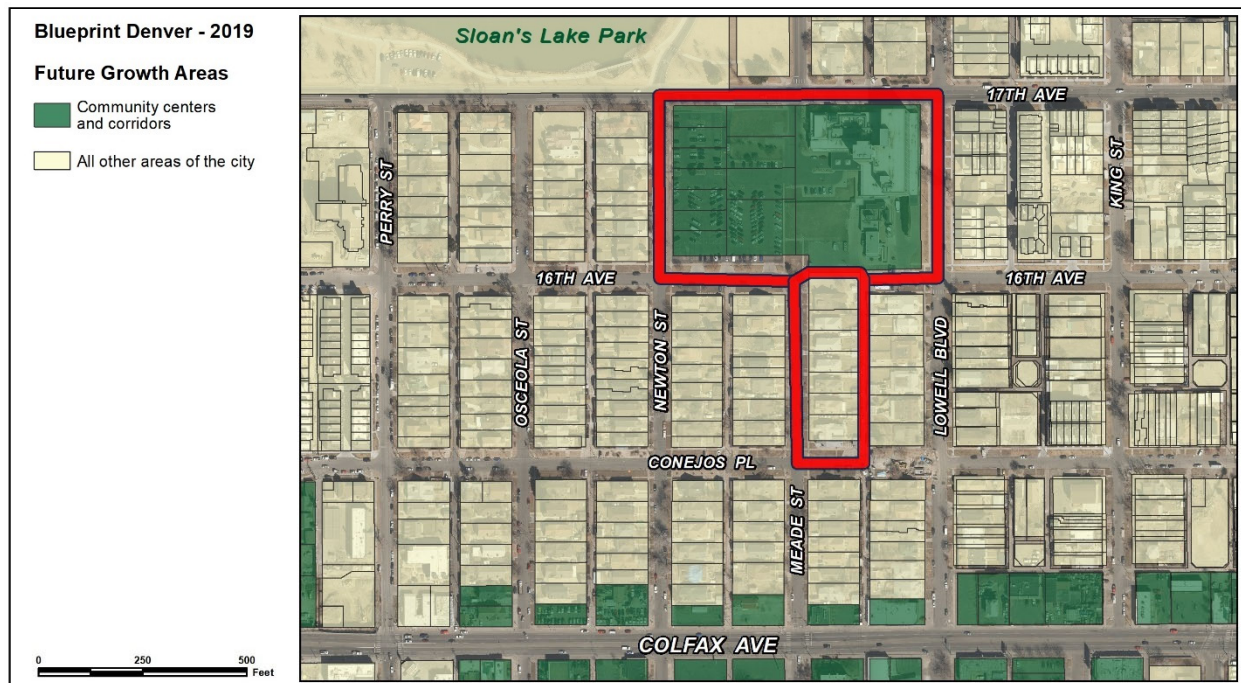 Blueprint Denver - 2019
Future Growth Areas
Community centers
and corridors
All other areas of the city
0 250 500
Feet
Sloan's Lake Park
17TH AVE
PERRY ST
KING ST
16TH AVE
16TH AVE
OSCEOLA ST
NEWTON ST
LOWELL BLVD
CONEJOS PL
MEADE ST
COLFAX AVE